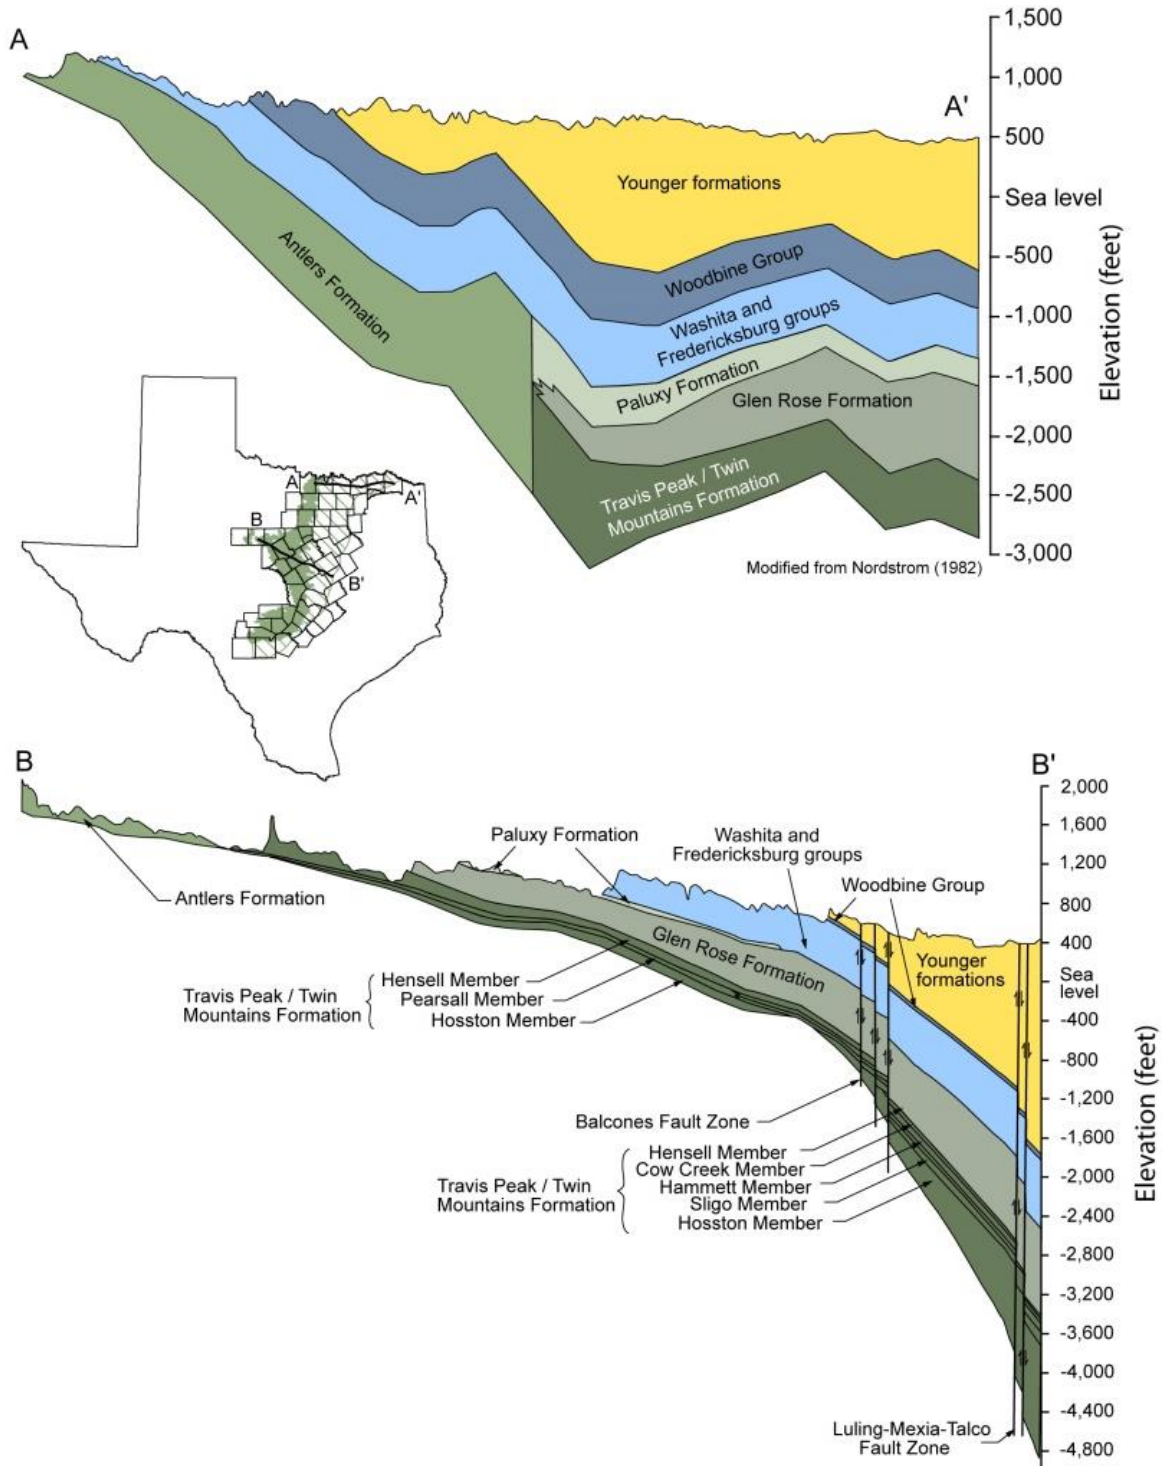 A
A'
1,500
1,000
500
Sea level
-500
-1,000
-1,500
-2,000
-2,500
-3,000
Elevation (feet)
Younger formations
Woodbine Group
Washita and
Fredericksburg groups
Antlers Formation
Paluxy Formation
Glen Rose Formation
Travis Peak / Twin
Mountains Formation
Modified from Nordstrom (1982)
A
A'
B
B'
B
B'
2,000
1,600
1,200
800
400
Sea
level
-400
-800
-1,200
-1,600
-2,000
-2,400
-2,800
-3,200
-3,600
-4,000
-4,400
-4,800
Elevation (feet)
Paluxy Formation
Washita and
Fredericksburg groups
Woodbine Group
Antlers Formation
Glen Rose Formation
Younger
formations
Travis Peak / Twin
Mountains Formation
Hensell Member
Pearsall Member
Hosston Member
Balcones Fault Zone
Travis Peak / Twin
Mountains Formation
Hensell Member
Cow Creek Member
Hammett Member
Sligo Member
Hosston Member
Luling-Mexia-Talco
Fault Zone